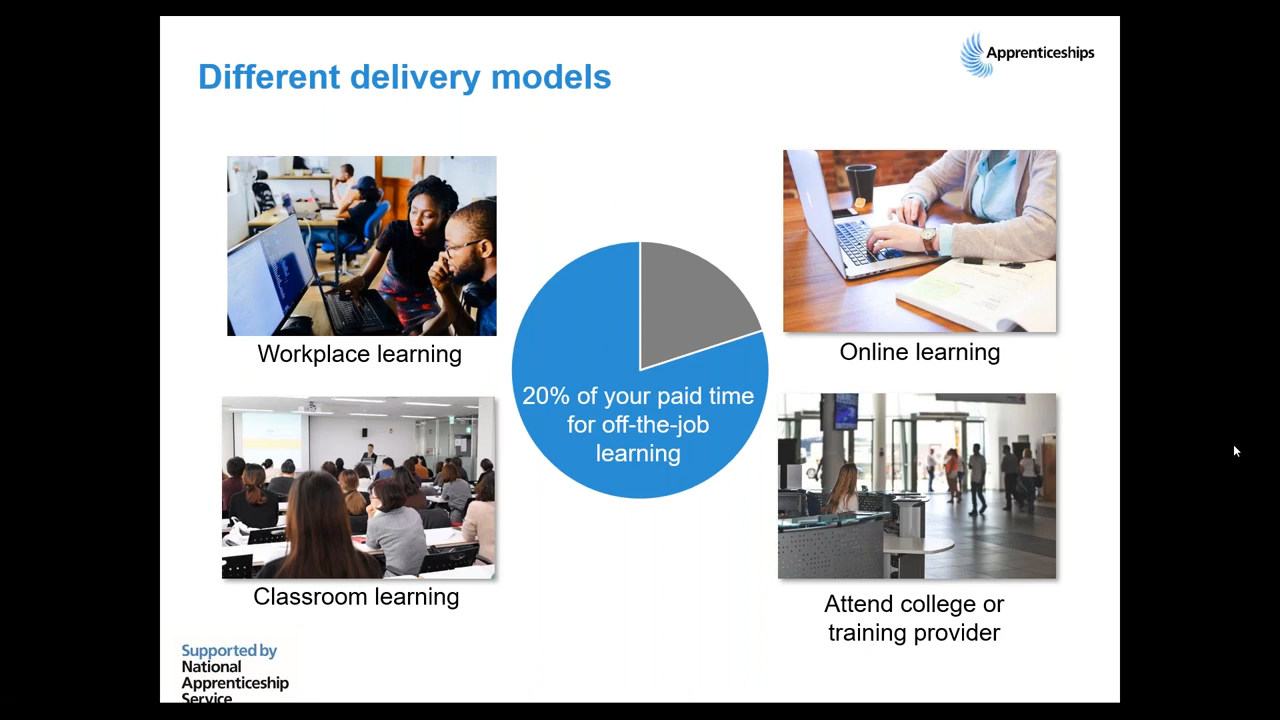 Different delivery models
Apprenticeships
Workplace learning
Online learning
20% of your paid time
for off-the-job
learning
Classroom learning
Attend college or
training provider
Supported by
National
Apprenticeship
Service